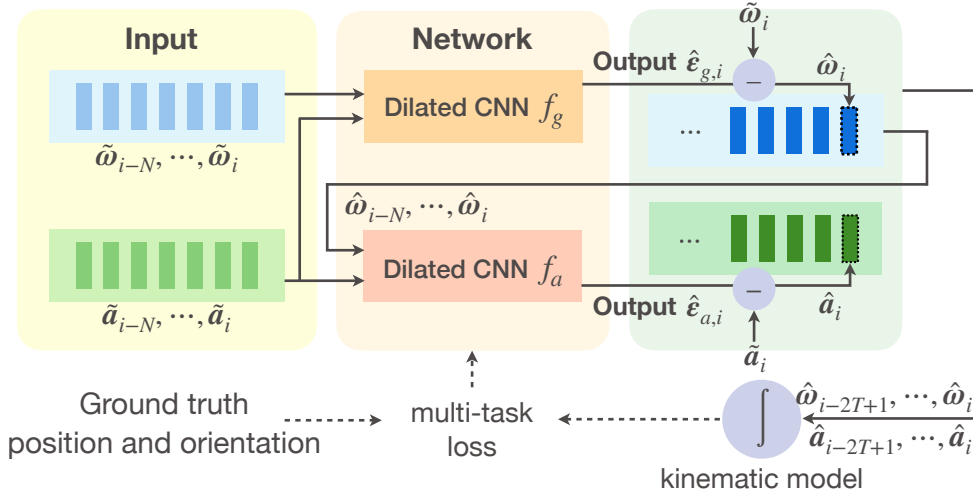 Input
ω̃_{i−N}, ⋯, ω̃_i
ã_{i−N}, ⋯, ã_i
Network
Dilated CNN f_g
ω̂_{i−N}, ⋯, ω̂_i
Dilated CNN f_a
ω̃_i
Output ε̂_{g,i}
−
ω̂_i
...
...
Output ε̂_{a,i}
−
â_i
ã_i
Ground truth
position and orientation
multi-task
loss
∫
ω̂_{i−2T+1}, ⋯, ω̂_i
â_{i−2T+1}, ⋯, â_i
kinematic model